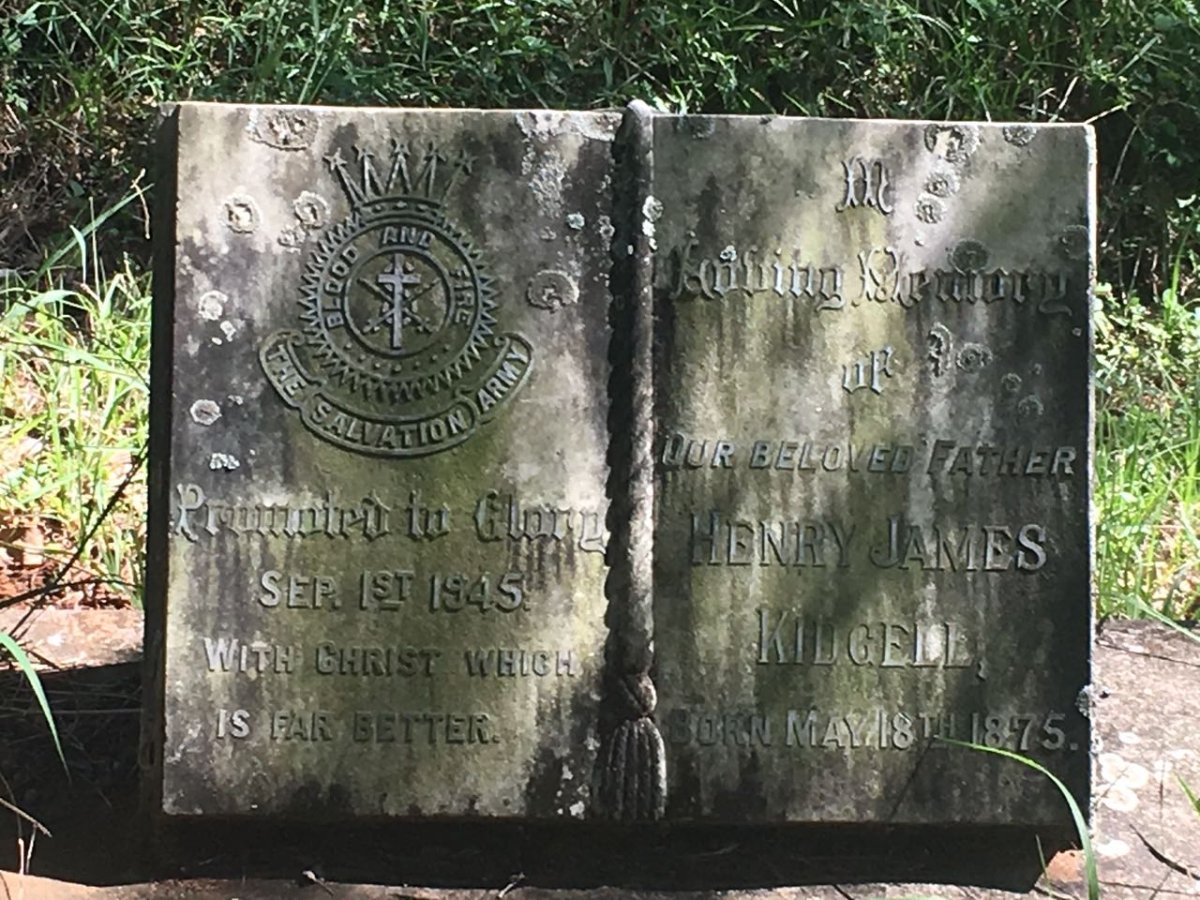 BLOOD AND FIRE
THE SALVATION ARMY
Promoted to Glory
SEP. 1ST 1945.
WITH CHRIST WHICH
IS FAR BETTER.
In
Loving Memory
of
OUR BELOVED FATHER
HENRY JAMES
KIDGELL,
BORN MAY 18TH 1875.